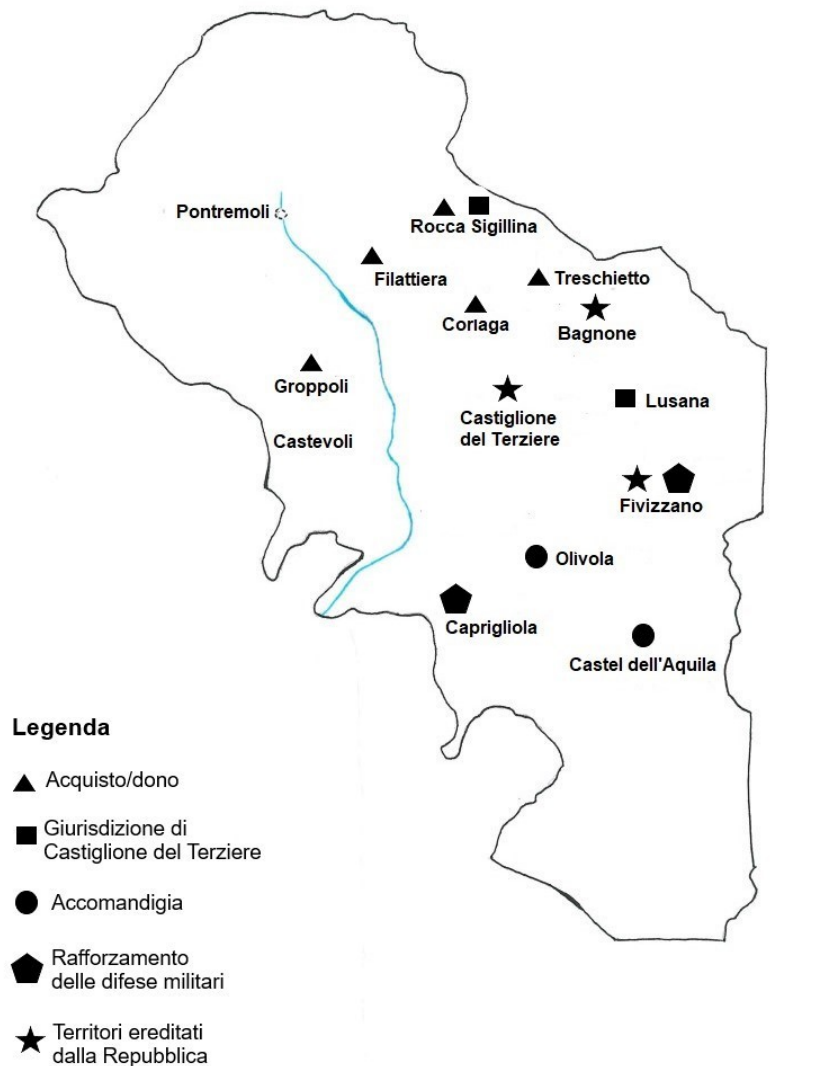 Pontremoli
Rocca Sigillina
Filattiera
Treschietto
Coriaga
Bagnone
Groppoli
Lusana
Castiglione
del Terziere
Castevoli
Fivizzano
Olivola
Caprigliola
Castel dell'Aquila
Legenda
Acquisto/dono
Giurisdizione di
Castiglione del Terziere
Accomandigia
Rafforzamento
delle difese militari
Territori ereditati
dalla Repubblica